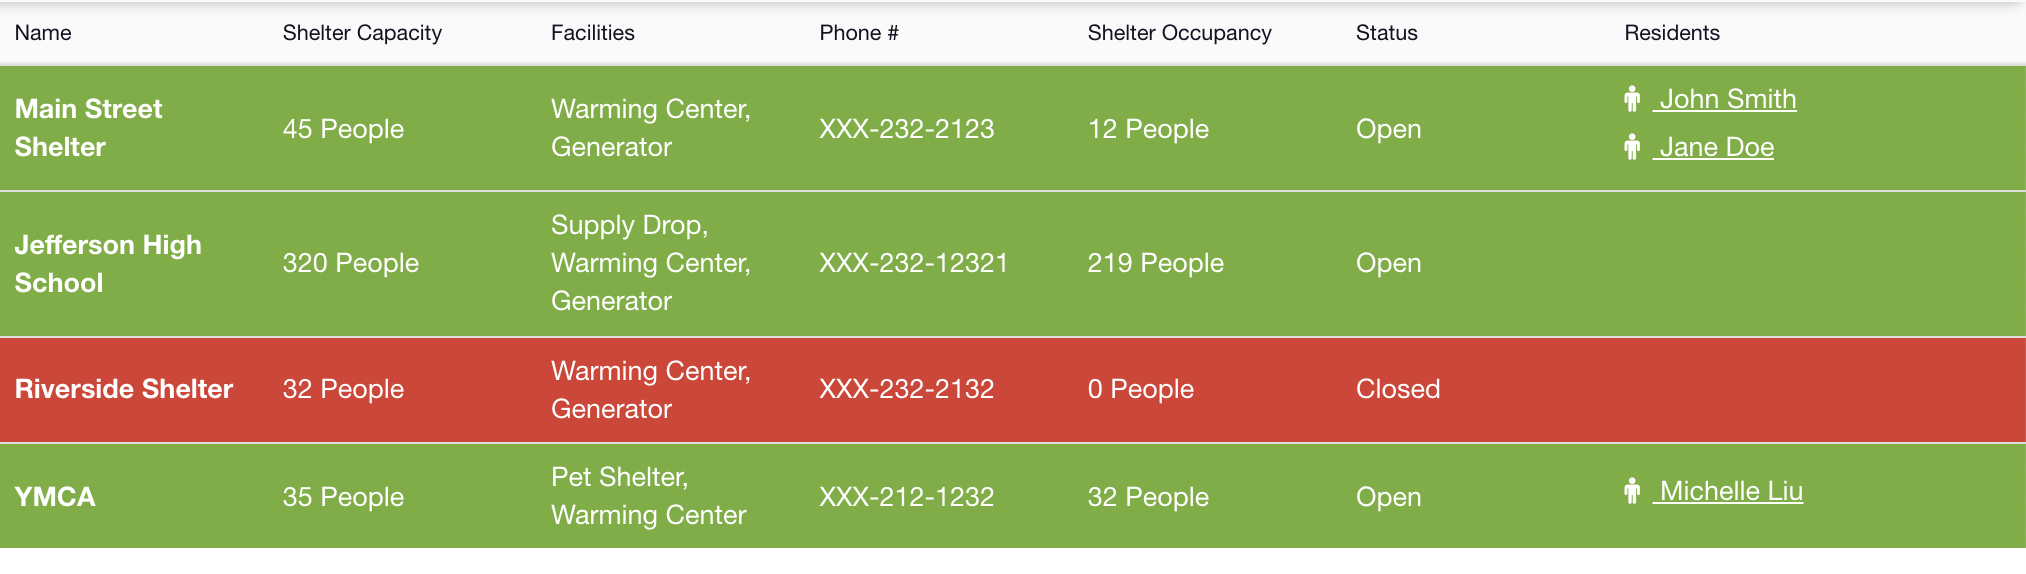 Name Shelter Capacity Facilities Phone # Shelter Occupancy Status Residents
Main Street
Shelter
45 People
Warming Center,
Generator
XXX-232-2123
12 People
Open
John Smith
Jane Doe
Jefferson High
School
320 People
Supply Drop,
Warming Center,
Generator
XXX-232-12321
219 People
Open
Riverside Shelter
32 People
Warming Center,
Generator
XXX-232-2132
0 People
Closed
YMCA
35 People
Pet Shelter,
Warming Center
XXX-212-1232
32 People
Open
Michelle Liu